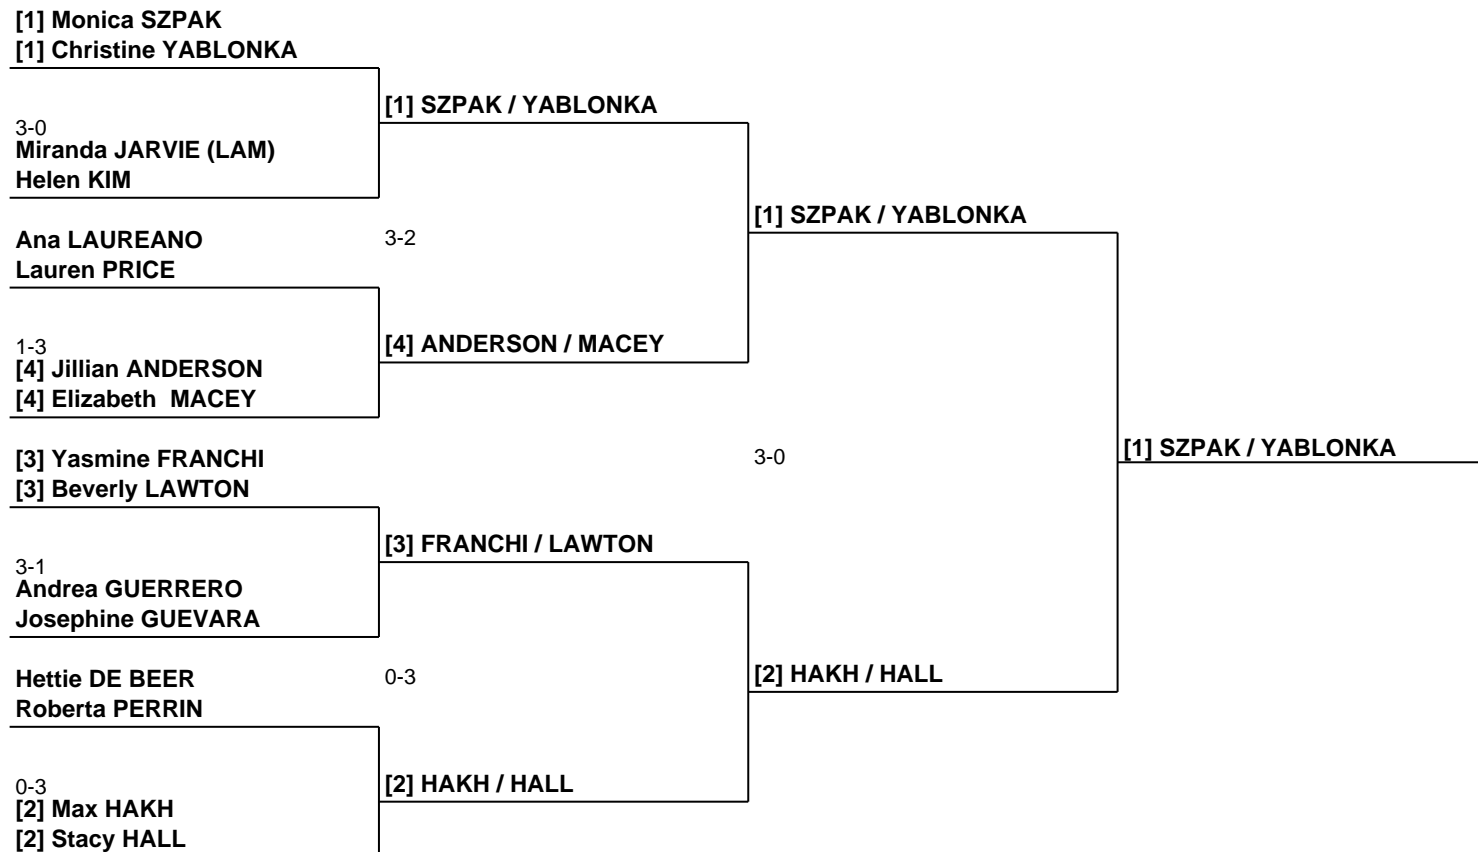 [1] Monica SZPAK
[1] Christine YABLONKA
[1] SZPAK / YABLONKA
3-0
Miranda JARVIE (LAM)
Helen KIM
[1] SZPAK / YABLONKA
Ana LAUREANO
3-2
Lauren PRICE
[4] ANDERSON / MACEY
1-3
[4] Jillian ANDERSON
[4] Elizabeth MACEY
[1] SZPAK / YABLONKA
[3] Yasmine FRANCHI
3-0
[3] Beverly LAWTON
[3] FRANCHI / LAWTON
3-1
Andrea GUERRERO
Josephine GUEVARA
[2] HAKH / HALL
Hettie DE BEER
0-3
Roberta PERRIN
[2] HAKH / HALL
0-3
[2] Max HAKH
[2] Stacy HALL